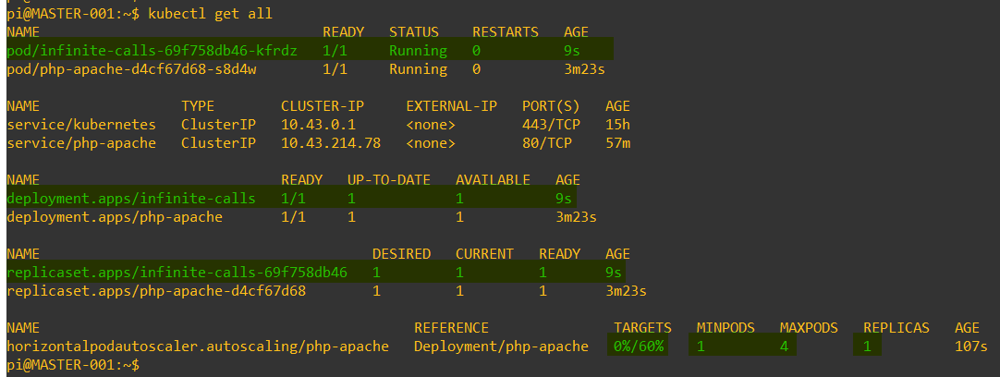 pi@MASTER-001:~$ kubectl get all
NAME READY STATUS RESTARTS AGE
pod/infinite-calls-69f758db46-kfrdz 1/1 Running 0 9s
pod/php-apache-d4cf67d68-s8d4w 1/1 Running 0 3m23s
NAME TYPE CLUSTER-IP EXTERNAL-IP PORT(S) AGE
service/kubernetes ClusterIP 10.43.0.1 <none> 443/TCP 15h
service/php-apache ClusterIP 10.43.214.78 <none> 80/TCP 57m
NAME READY UP-TO-DATE AVAILABLE AGE
deployment.apps/infinite-calls 1/1 1 1 9s
deployment.apps/php-apache 1/1 1 1 3m23s
NAME DESIRED CURRENT READY AGE
replicaset.apps/infinite-calls-69f758db46 1 1 1 9s
replicaset.apps/php-apache-d4cf67d68 1 1 1 3m23s
NAME REFERENCE TARGETS MINPODS MAXPODS REPLICAS AGE
horizontalpodautoscaler.autoscaling/php-apache Deployment/php-apache 0%/60% 1 4 1 107s
pi@MASTER-001:~$